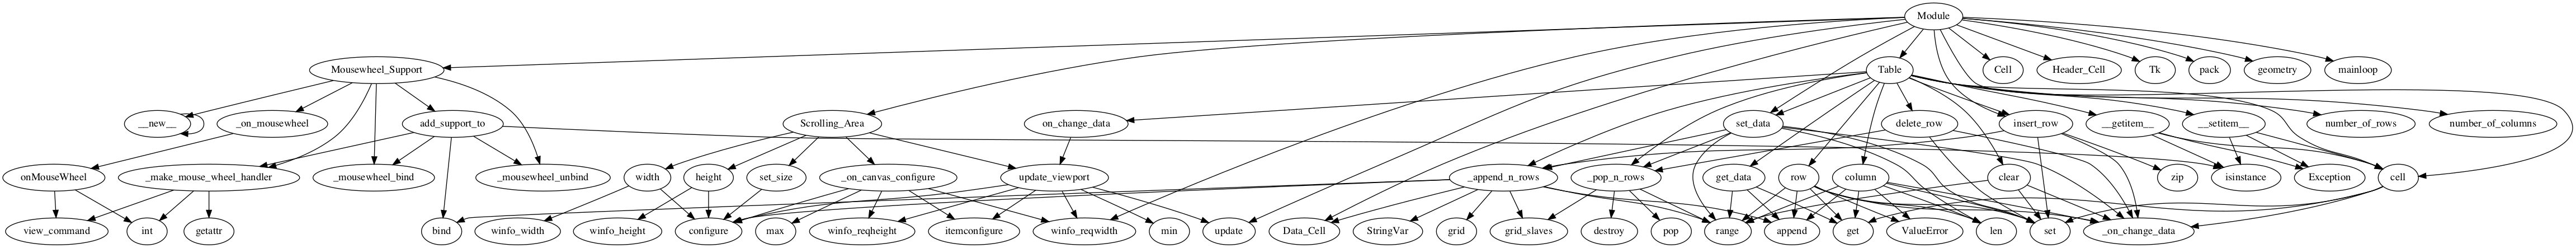 Module
Mousewheel_Support
Table
Cell
Header_Cell
Tk
pack
geometry
mainloop
__new__
_on_mousewheel
add_support_to
Scrolling_Area
on_change_data
set_data
delete_row
insert_row
__getitem__
__setitem__
number_of_rows
number_of_columns
onMouseWheel
_make_mouse_wheel_handler
_mousewheel_bind
_mousewheel_unbind
width
height
set_size
_on_canvas_configure
update_viewport
_append_n_rows
_pop_n_rows
get_data
row
column
clear
zip
isinstance
Exception
cell
view_command
int
getattr
bind
winfo_width
winfo_height
configure
max
winfo_reqheight
itemconfigure
winfo_reqwidth
min
update
Data_Cell
StringVar
grid
grid_slaves
destroy
pop
range
append
get
ValueError
len
set
_on_change_data